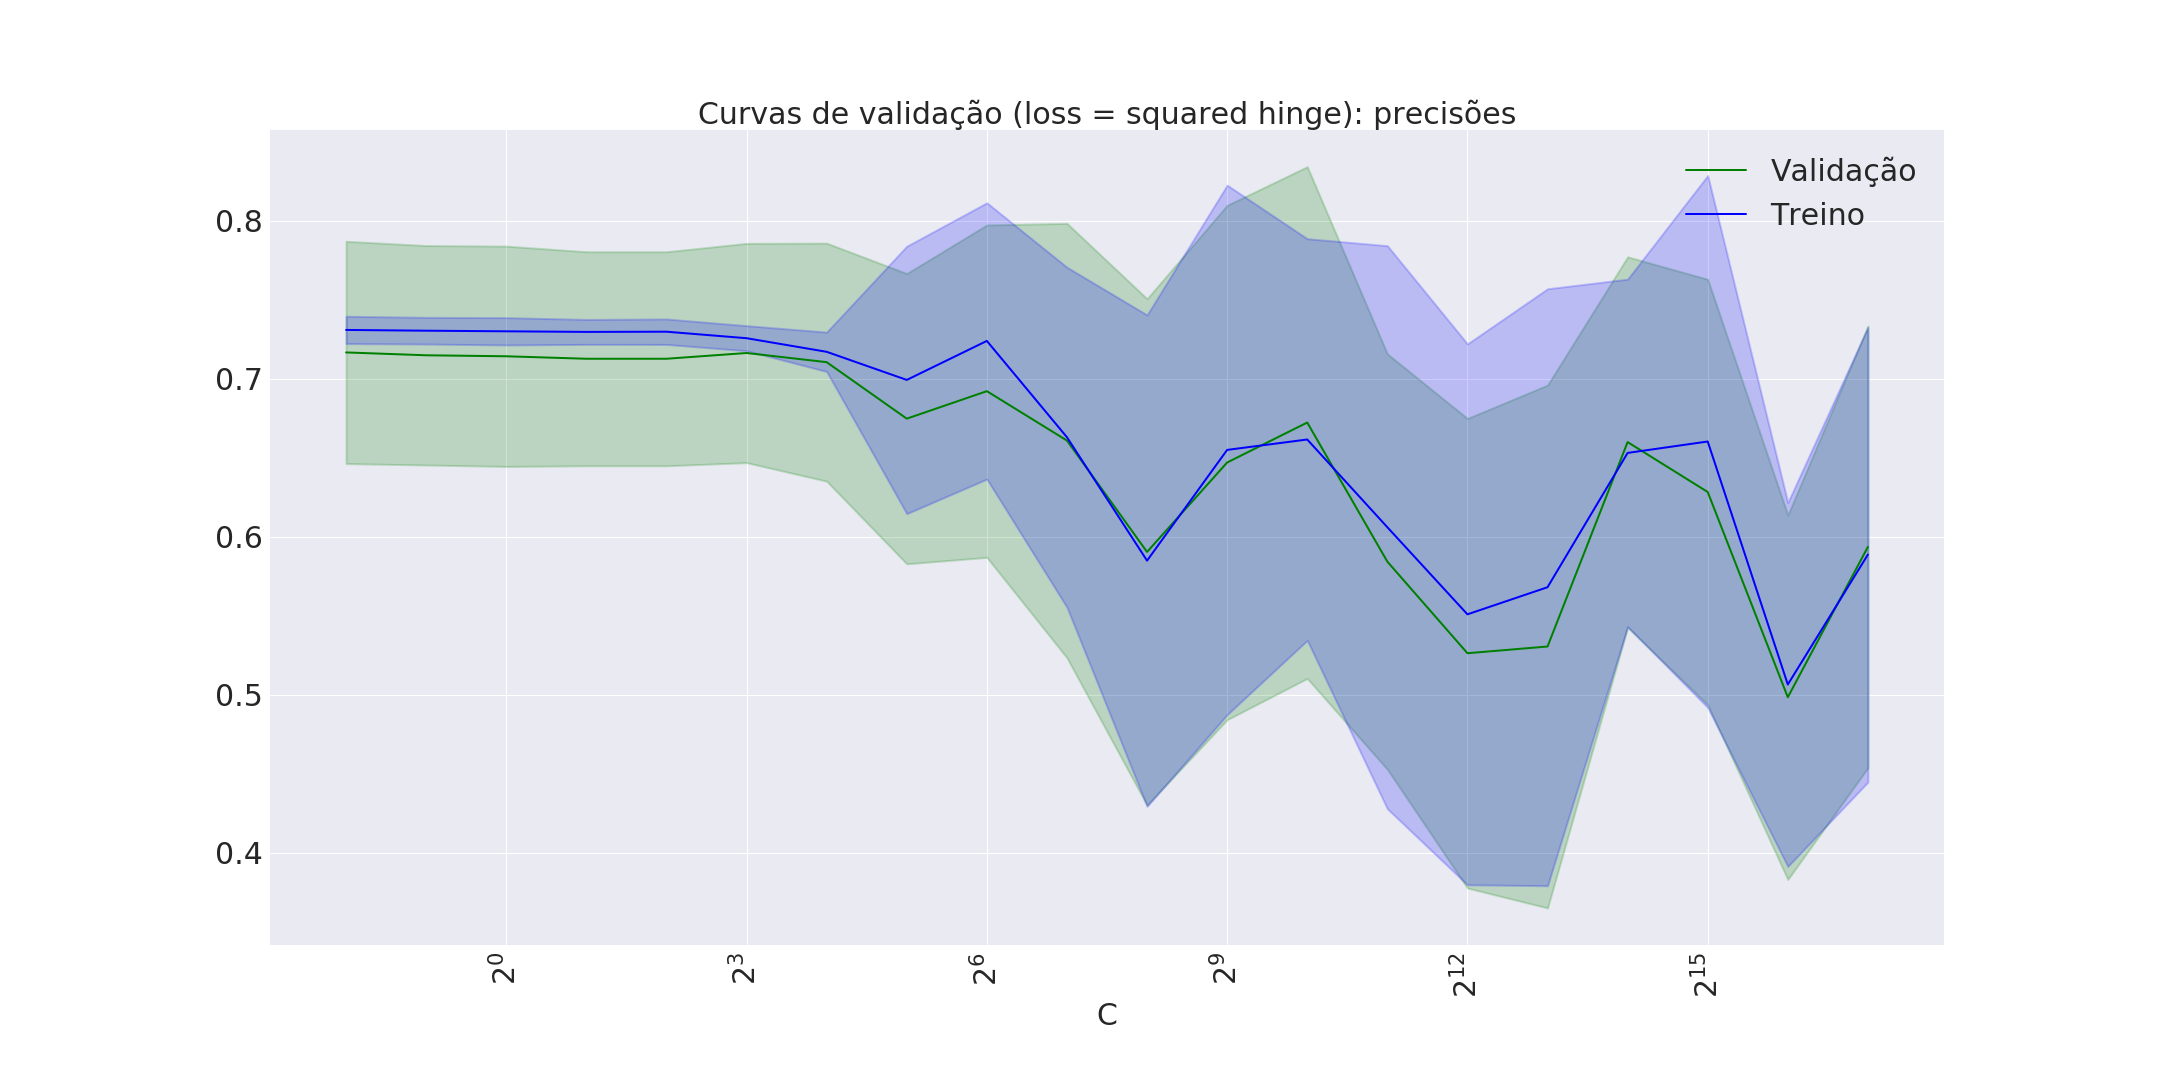 Curvas de validação (loss = squared hinge): precisões
Validação
Treino
0.8
0.7
0.6
0.5
0.4
2^0 2^3 2^6 2^9 2^12 2^15
C